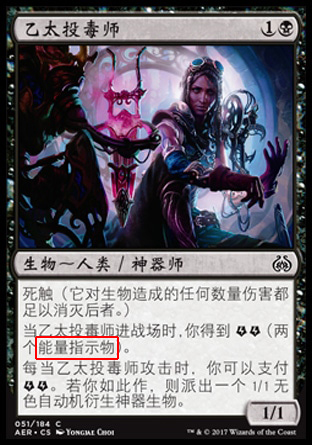 乙太投毒师 1
生物～人类／神器师
死触（它对生物造成的任何数量伤害都
足以消灭后者。）
当乙太投毒师进战场时，你得到（两
个能量指示物）。
每当乙太投毒师攻击时，你可以支付
。若你如此作，则派出一个 1/1 无
色自动机衍生神器生物。
1/1
051/184 C
AER • CS YONGJAE CHOI
™ & © 2017 Wizards of the Coast